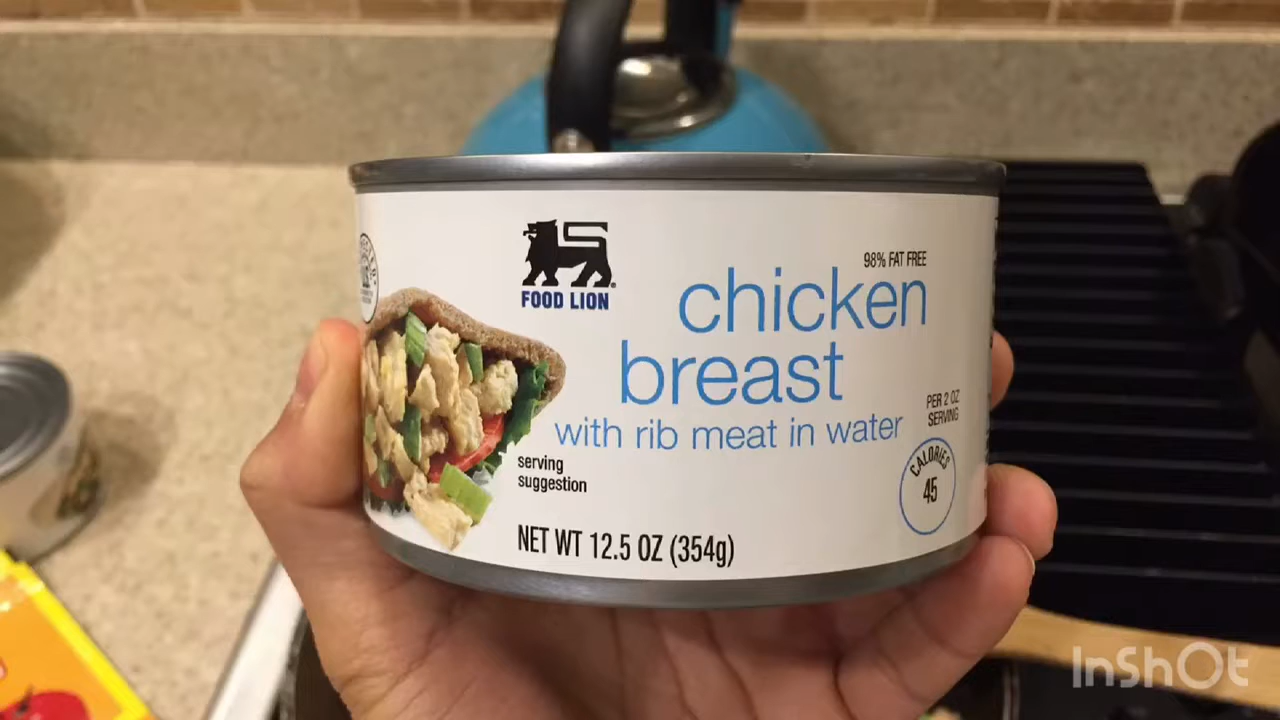 FOOD LION
98% FAT FREE
chicken
breast
with rib meat in water
PER 2 OZ
SERVING
CALORIES
45
serving
suggestion
NET WT 12.5 OZ (354g)
InShOt